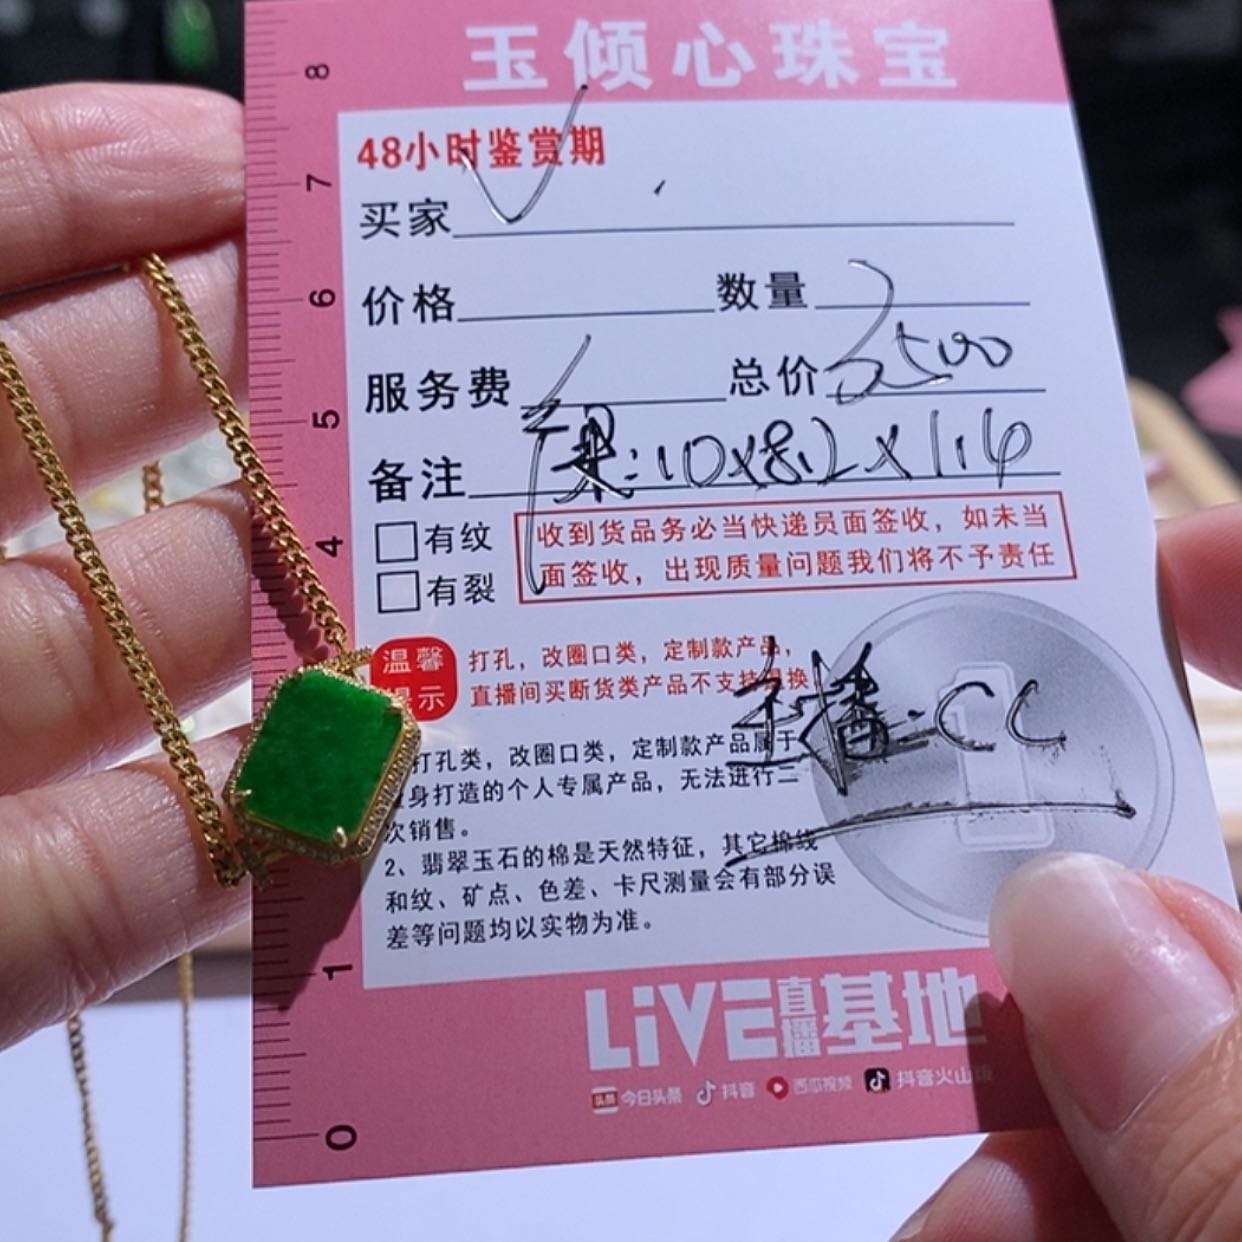 玉倾心珠宝
48小时鉴赏期
买家 V
价格 数量
服务费 总价 3500
备注 裸:10x8.2x1.4
有纹
有裂
收到货品务必当快递员面签收，如未当
面签收，出现质量问题我们将不予责任
温馨
提示
打孔，改圈口类，定制款产品，
直播间买断货类产品不支持退换
打孔类，改圈口类，定制款产品属于
身打造的个人专属产品，无法进行二
次销售。
主播.CC
2、翡翠玉石的棉是天然特征，其它棉线
和纹、矿点、色差、卡尺测量会有部分误
差等问题均以实物为准。
LiVE直播基地
头条 今日头条 抖音 西瓜视频 抖音火山版
8
7
6
5
4
1
0